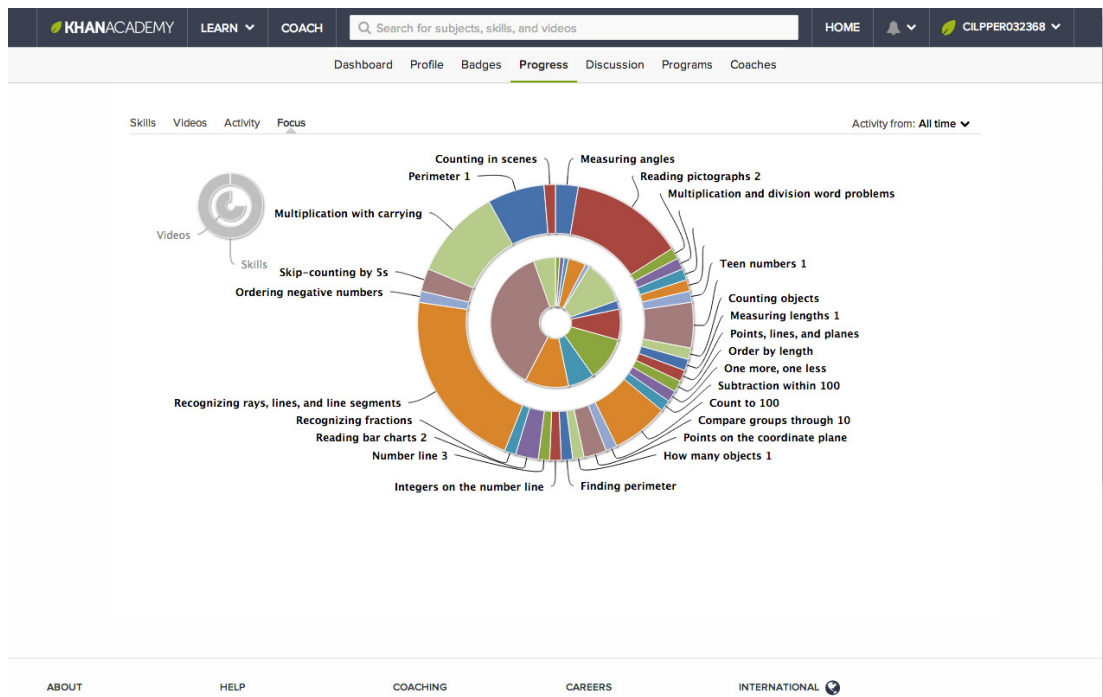 KHANACADEMY LEARN COACH Search for subjects, skills, and videos HOME CILPPER032368
Dashboard Profile Badges Progress Discussion Programs Coaches
Skills Videos Activity Focus Activity from: All time
Counting in scenes Measuring angles
Perimeter 1 Reading pictographs 2
Multiplication and division word problems
Multiplication with carrying
Videos
Skills
Teen numbers 1
Skip-counting by 5s
Ordering negative numbers
Counting objects
Measuring lengths 1
Points, lines, and planes
Order by length
One more, one less
Subtraction within 100
Recognizing rays, lines, and line segments Count to 100
Recognizing fractions Compare groups through 10
Reading bar charts 2 Points on the coordinate plane
Number line 3 How many objects 1
Integers on the number line Finding perimeter
ABOUT HELP COACHING CAREERS INTERNATIONAL